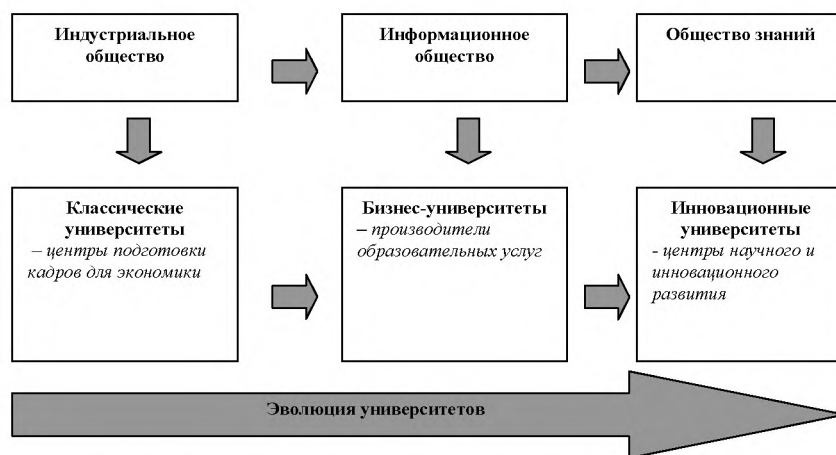 Индустриальное
общество
Информационное
общество
Общество знаний
Классические
университеты
– центры подготовки
кадров для экономики
Бизнес-университеты
– производители
образовательных услуг
Инновационные
университеты
- центры научного и
инновационного
развития
Эволюция университетов